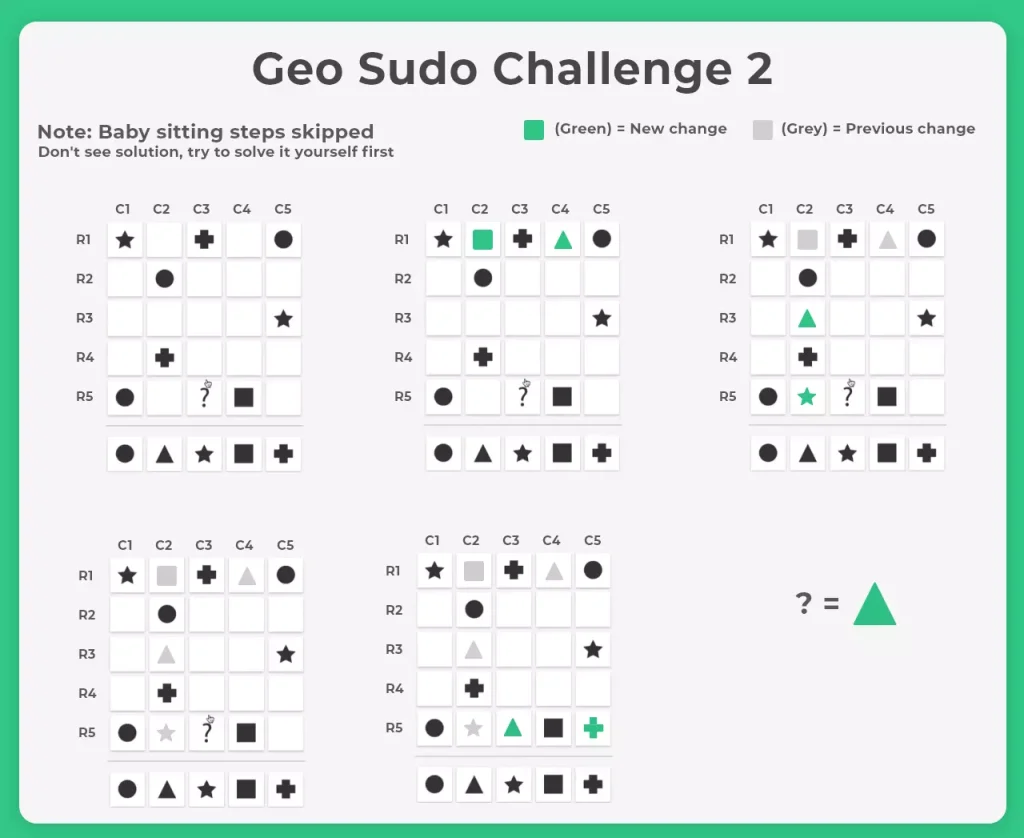 Geo Sudo Challenge 2
Note: Baby sitting steps skipped
Don't see solution, try to solve it yourself first
(Green) = New change
(Grey) = Previous change
C1 C2 C3 C4 C5
R1
R2
R3
R4
R5 ?
C1 C2 C3 C4 C5
R1
R2
R3
R4
R5 ?
C1 C2 C3 C4 C5
R1
R2
R3
R4
R5 ?
C1 C2 C3 C4 C5
R1
R2
R3
R4
R5 ?
C1 C2 C3 C4 C5
R1
R2
R3
R4
R5
? =